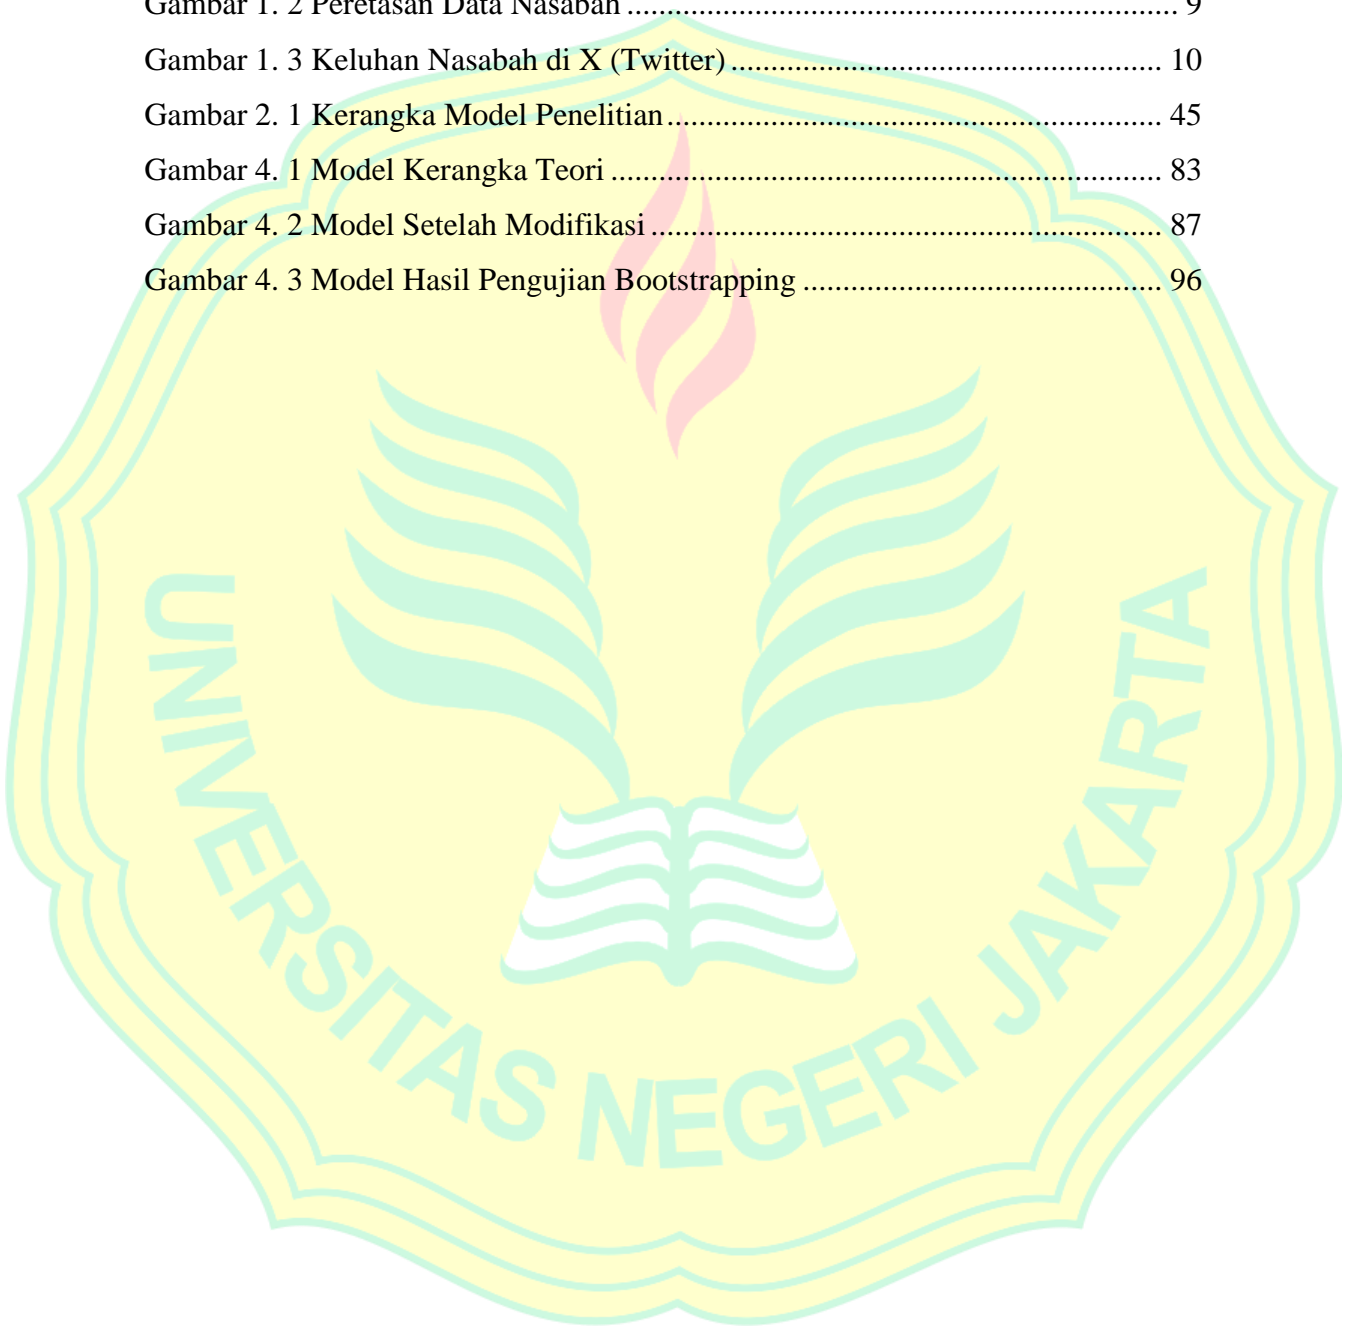 Gambar 1. 2 Peretasan Data Nasabah ........................................................................ 9
Gambar 1. 3 Keluhan Nasabah di X (Twitter) ........................................................ 10
Gambar 2. 1 Kerangka Model Penelitian ................................................................ 45
Gambar 4. 1 Model Kerangka Teori ....................................................................... 83
Gambar 4. 2 Model Setelah Modifikasi .................................................................. 87
Gambar 4. 3 Model Hasil Pengujian Bootstrapping ............................................... 96
UNIVERSITAS NEGERI JAKARTA